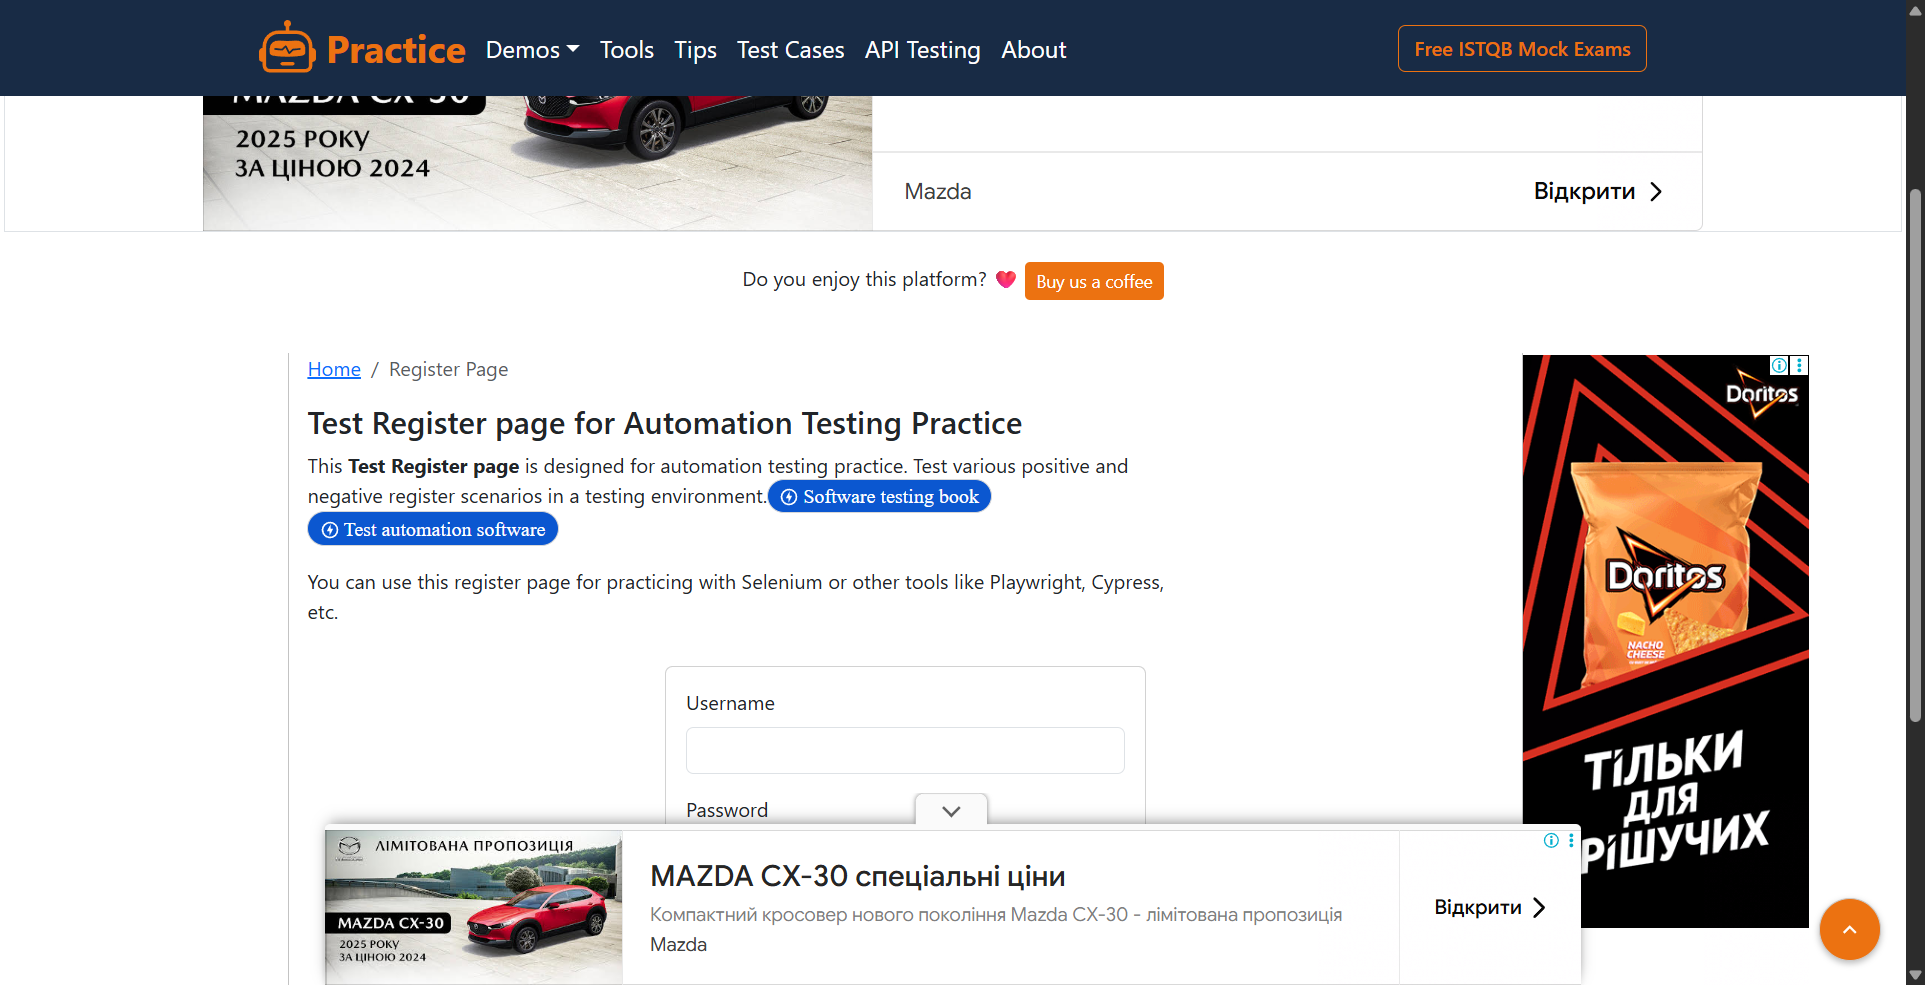 Practice
Demos
Tools
Tips
Test Cases
API Testing
About
Free ISTQB Mock Exams
MAZDA CX-30
2025 РОКУ
ЗА ЦІНОЮ 2024
Mazda
Відкрити
Do you enjoy this platform?
Buy us a coffee
Home / Register Page
Test Register page for Automation Testing Practice
This Test Register page is designed for automation testing practice. Test various positive and
negative register scenarios in a testing environment. Software testing book
Test automation software
You can use this register page for practicing with Selenium or other tools like Playwright, Cypress,
etc.
Username
Password
Doritos
Doritos
NACHO
CHEESE
ТІЛЬКИ
ДЛЯ
РІШУЧИХ
ЛІМІТОВАНА ПРОПОЗИЦІЯ
MAZDA CX-30
2025 РОКУ
ЗА ЦІНОЮ 2024
MAZDA CX-30 спеціальні ціни
Компактний кросовер нового покоління Mazda CX-30 - лімітована пропозиція
Mazda
Відкрити